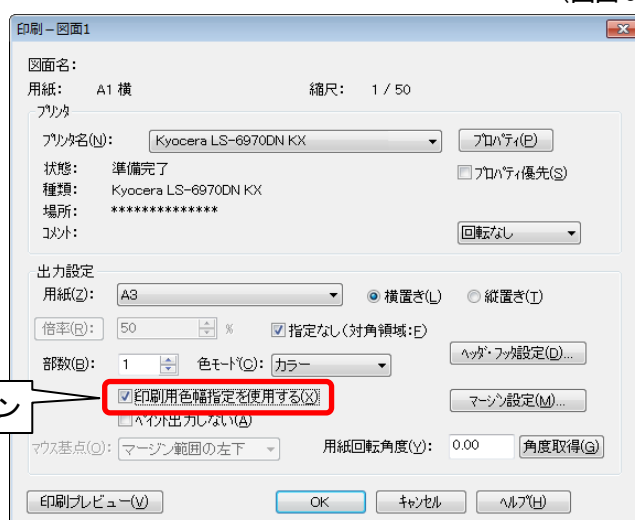 印刷－図面1
図面名：
用紙： A1 横 縮尺： 1 / 50
プリンタ
プリンタ名(N)： Kyocera LS-6970DN KX プロパティ(P)
状態： 準備完了 プロパティ優先(S)
種類： Kyocera LS-6970DN KX
場所： **************
コメント： 回転なし
出力設定
用紙(Z)： A3 横置き(L) 縦置き(T)
倍率(R)： 50 % 指定なし(対角領域:F)
部数(B)： 1 色モード(C)： カラー ヘッダ・フッタ設定(D)...
ン 印刷用色幅指定を使用する(X) マージン設定(M)...
ペイント出力しない(A)
マウス基点(O)： マージン範囲の左下 用紙回転角度(Y)： 0.00 角度取得(G)
印刷プレビュー(V) OK キャンセル ヘルプ(H)